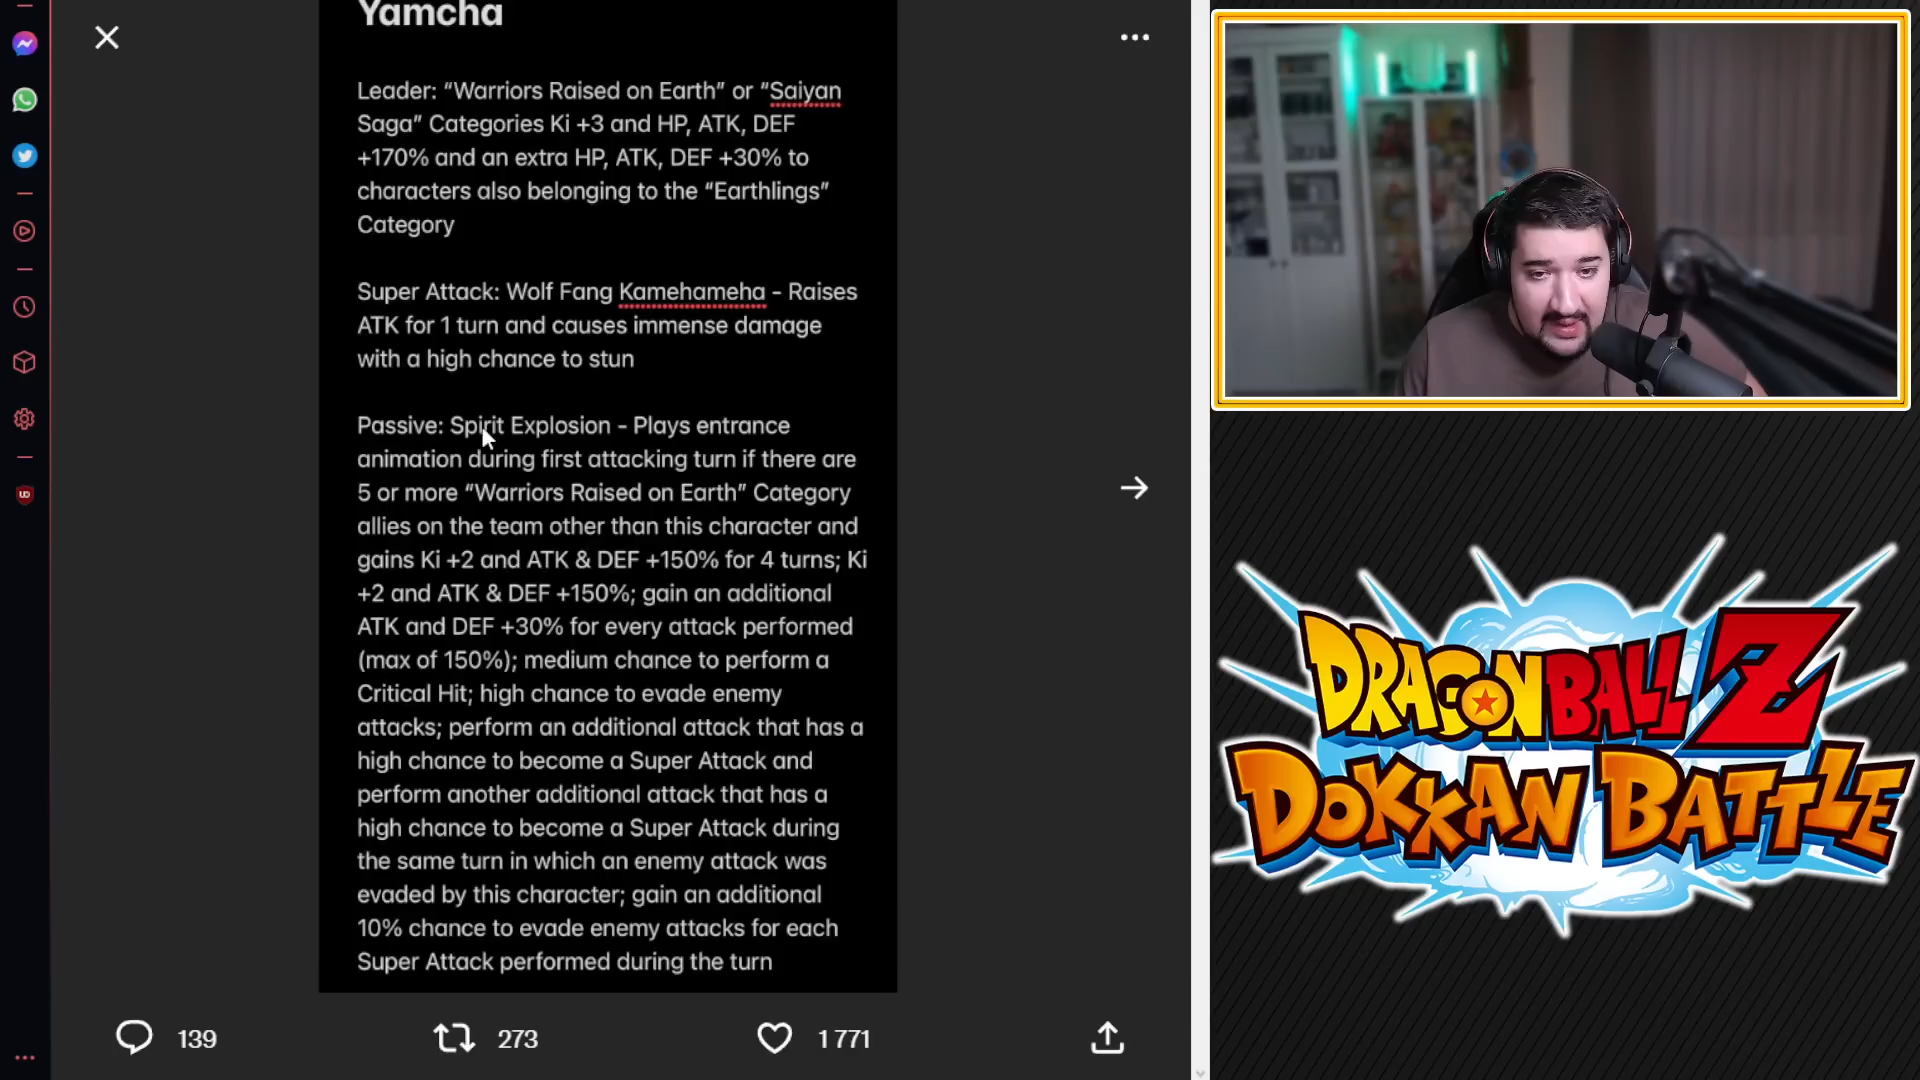 Yamcha
Leader: “Warriors Raised on Earth” or “Saiyan
Saga” Categories Ki +3 and HP, ATK, DEF
+170% and an extra HP, ATK, DEF +30% to
characters also belonging to the “Earthlings”
Category
Super Attack: Wolf Fang Kamehameha - Raises
ATK for 1 turn and causes immense damage
with a high chance to stun
Passive: Spirit Explosion - Plays entrance
animation during first attacking turn if there are
5 or more “Warriors Raised on Earth” Category
allies on the team other than this character and
gains Ki +2 and ATK & DEF +150% for 4 turns; Ki
+2 and ATK & DEF +150%; gain an additional
ATK and DEF +30% for every attack performed
(max of 150%); medium chance to perform a
Critical Hit; high chance to evade enemy
attacks; perform an additional attack that has a
high chance to become a Super Attack and
perform another additional attack that has a
high chance to become a Super Attack during
the same turn in which an enemy attack was
evaded by this character; gain an additional
10% chance to evade enemy attacks for each
Super Attack performed during the turn
139
273
1 771
UD
DRAGON BALL Z
DOKKAN BATTLE